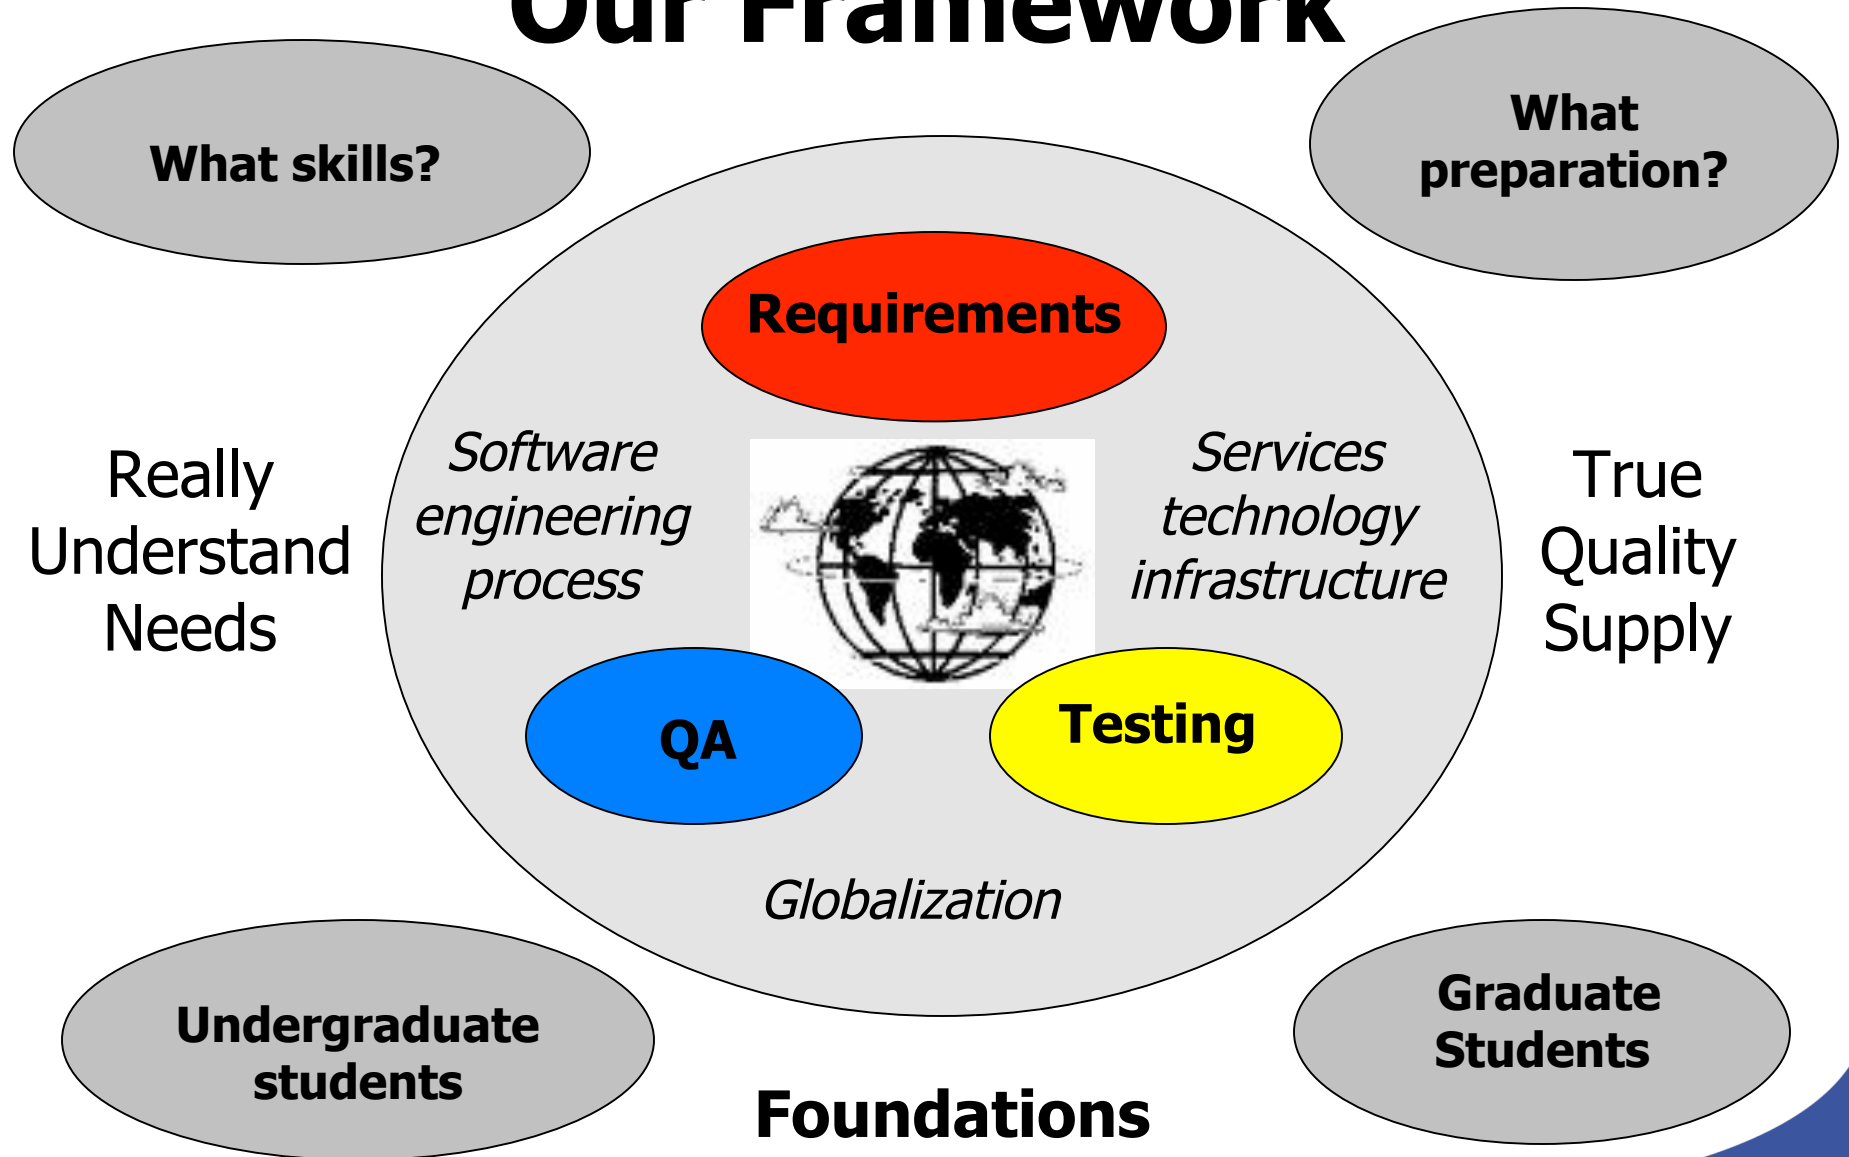 Our Framework
What skills?
What
preparation?
Requirements
Really
Understand
Needs
Software
engineering
process
Services
technology
infrastructure
True
Quality
Supply
QA
Testing
Globalization
Undergraduate
students
Graduate
Students
Foundations